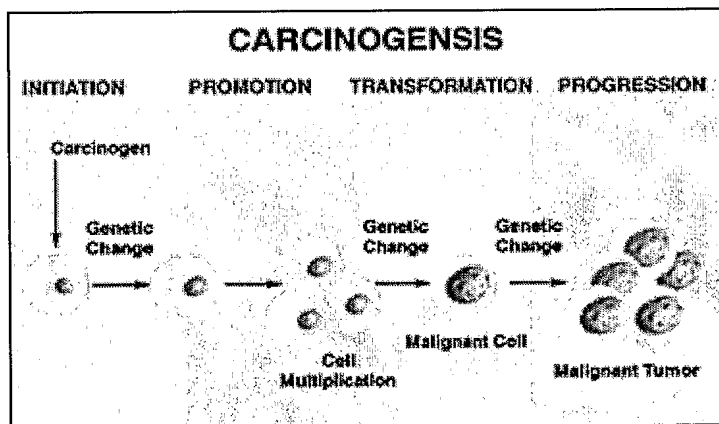 CARCINOGENSIS
INITIATION PROMOTION TRANSFORMATION PROGRESSION
Carcinogen
Genetic
Change
Genetic
Change
Genetic
Change
Cell
Multiplication
Malignant Cell
Malignant Tumor